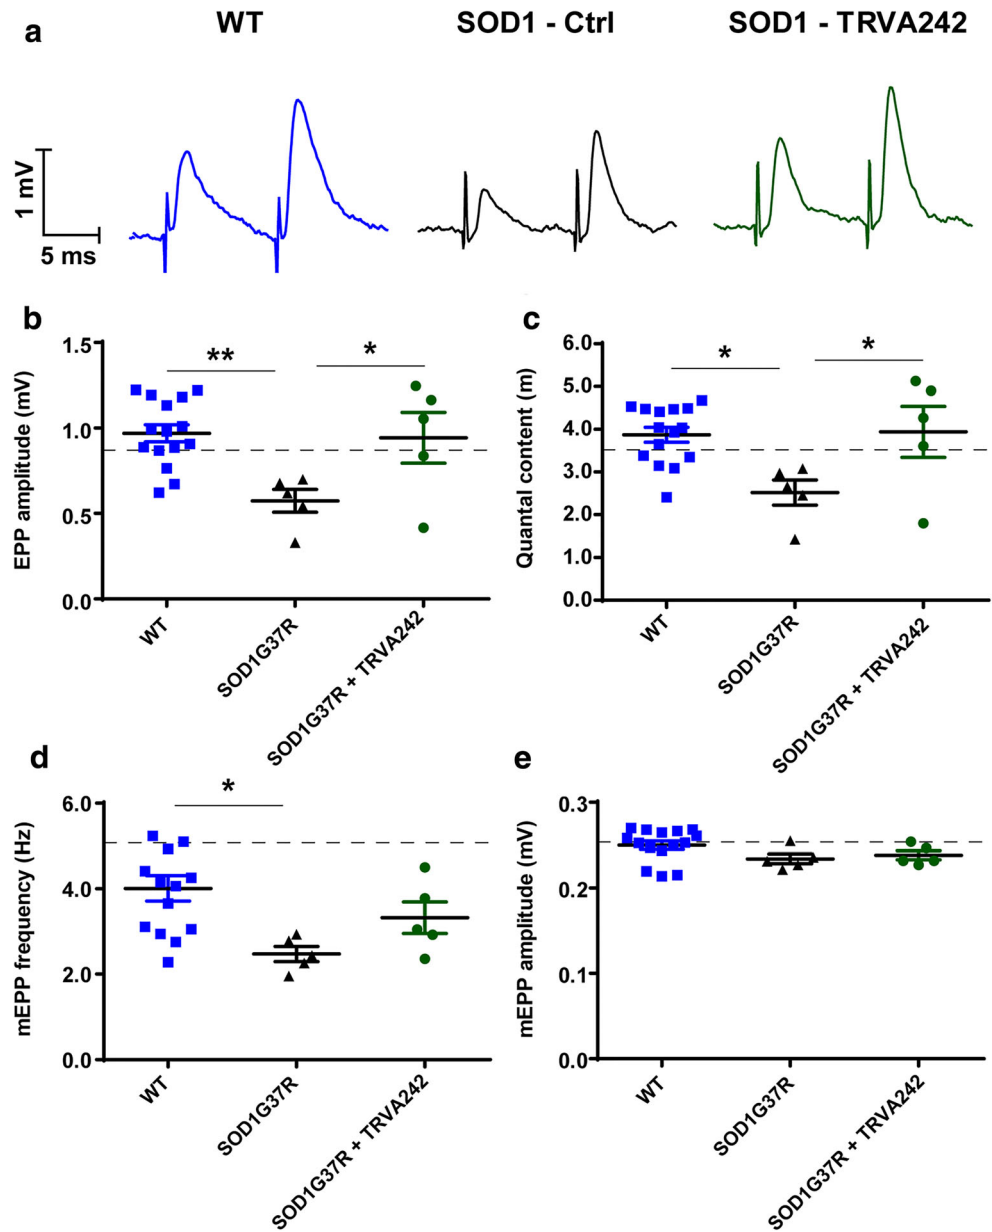 a
WT
SOD1 - Ctrl
SOD1 - TRVA242
1 mV
5 ms
b
EPP amplitude (mV)
1.5
1.0
0.5
0.0
**
*
WT
SOD1G37R
SOD1G37R + TRVA242
c
Quantal content (m)
6.0
5.0
4.0
3.0
2.0
1.0
0.0
*
*
WT
SOD1G37R
SOD1G37R + TRVA242
d
mEPP frequency (Hz)
6.0
4.0
2.0
0.0
*
WT
SOD1G37R
SOD1G37R + TRVA242
e
mEPP amplitude (mV)
0.3
0.2
0.1
0.0
WT
SOD1G37R
SOD1G37R + TRVA242